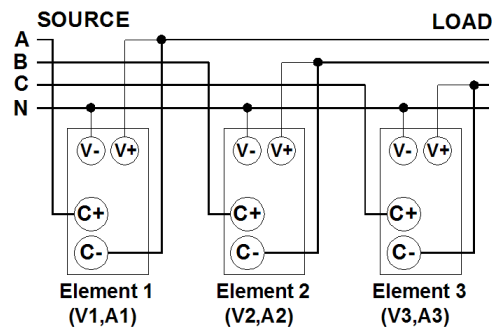 SOURCE LOAD
A
B
C
N
V- V+ V- V+ V- V+
C+ C+ C+
C- C- C-
Element 1 Element 2 Element 3
(V1,A1) (V2,A2) (V3,A3)